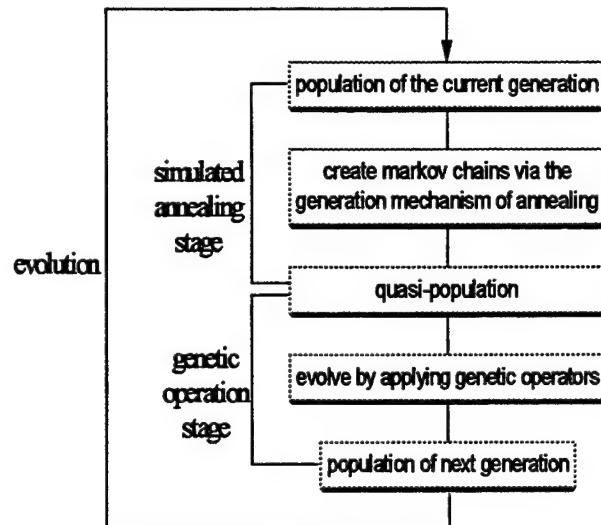 population of the current generation
simulated
annealing
stage
create markov chains via the
generation mechanism of annealing
evolution
quasi-population
genetic
operation
stage
evolve by applying genetic operators
population of next generation